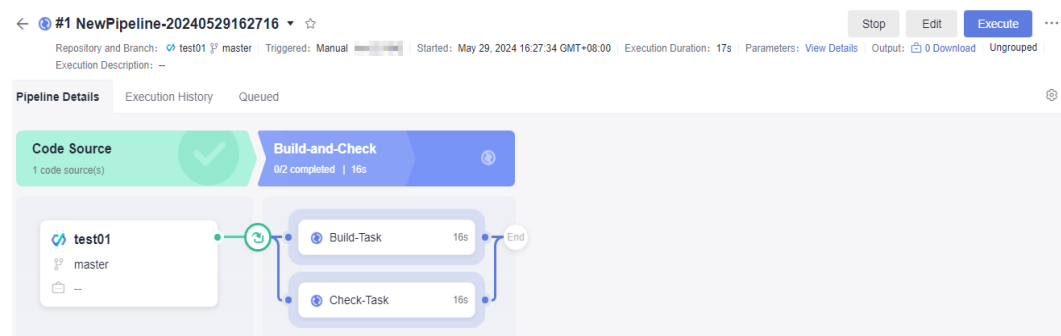 #1 NewPipeline-20240529162716
Stop Edit Execute
Repository and Branch: test01 master Triggered: Manual Started: May 29, 2024 16:27:34 GMT+08:00 Execution Duration: 17s Parameters: View Details Output: 0 Download Ungrouped
Execution Description: --
Pipeline Details Execution History Queued
Code Source
1 code source(s)
Build-and-Check
0/2 completed | 16s
test01
master
--
Build-Task 16s
End
Check-Task 16s